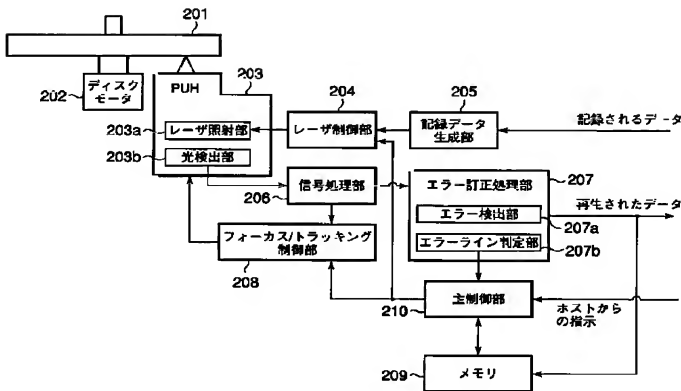 201
ディスク
モータ
202
PUH
203
203a
レーザ照射部
203b
光検出部
204
レーザ制御部
205
記録データ
生成部
記録されるデータ
信号処理部
206
エラー訂正処理部
207
エラー検出部
207a
エラーライン判定部
207b
再生されたデータ
フォーカス/トラッキング
制御部
208
主制御部
210
ホストから
の指示
メモリ
209